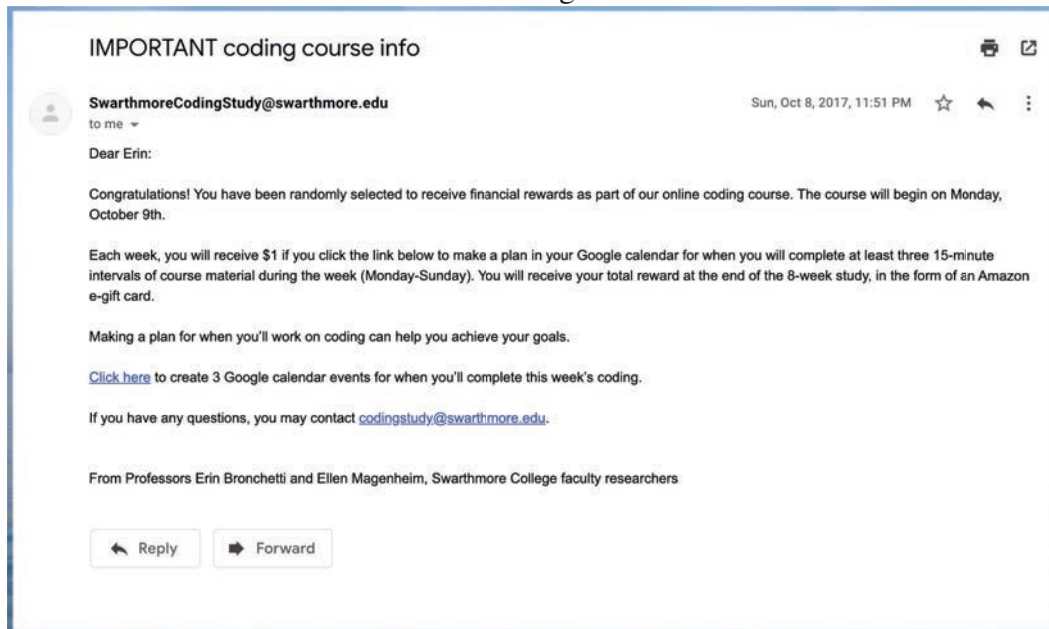 IMPORTANT coding course info
SwarthmoreCodingStudy@swarthmore.edu
Sun, Oct 8, 2017, 11:51 PM
to me
Dear Erin:
Congratulations! You have been randomly selected to receive financial rewards as part of our online coding course. The course will begin on Monday,
October 9th.
Each week, you will receive $1 if you click the link below to make a plan in your Google calendar for when you will complete at least three 15-minute
intervals of course material during the week (Monday-Sunday). You will receive your total reward at the end of the 8-week study, in the form of an Amazon
e-gift card.
Making a plan for when you'll work on coding can help you achieve your goals.
Click here to create 3 Google calendar events for when you'll complete this week's coding.
If you have any questions, you may contact codingstudy@swarthmore.edu.
From Professors Erin Bronchetti and Ellen Magenheim, Swarthmore College faculty researchers
Reply
Forward